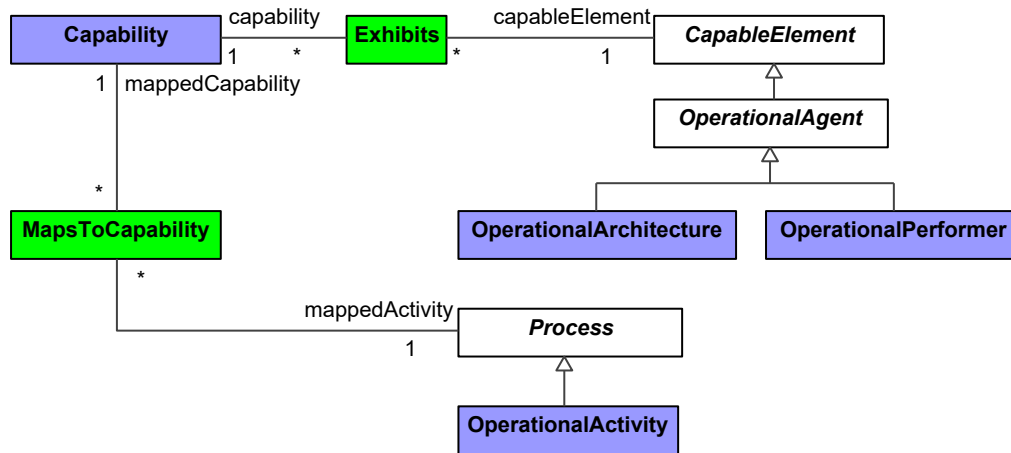 Capability
capability
1
*
Exhibits
*
capableElement
1
CapableElement
1
mappedCapability
OperationalAgent
*
MapsToCapability
OperationalArchitecture
OperationalPerformer
*
mappedActivity
1
Process
OperationalActivity